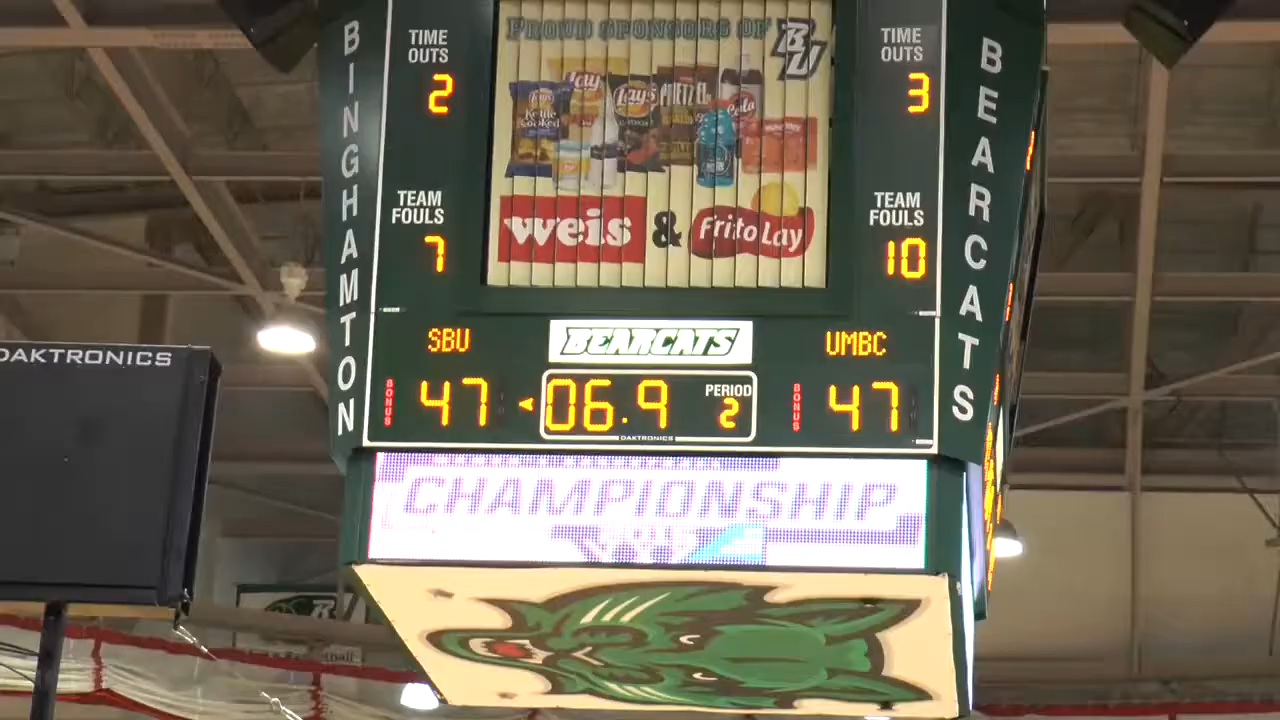 BINGHAMTON
TIME
OUTS
2
TEAM
FOULS
7
PROUD SPONSORS OF BU
Lay's
Kettle
Cooked
Lay's
Lay's
Cola
weis & Frito Lay
TIME
OUTS
3
TEAM
FOULS
10
BEARCATS
SBU
BEARCATS
UMBC
BONUS
47
06.9
PERIOD
2
BONUS
47
DAKTRONICS
CHAMPIONSHIP
DAKTRONICS